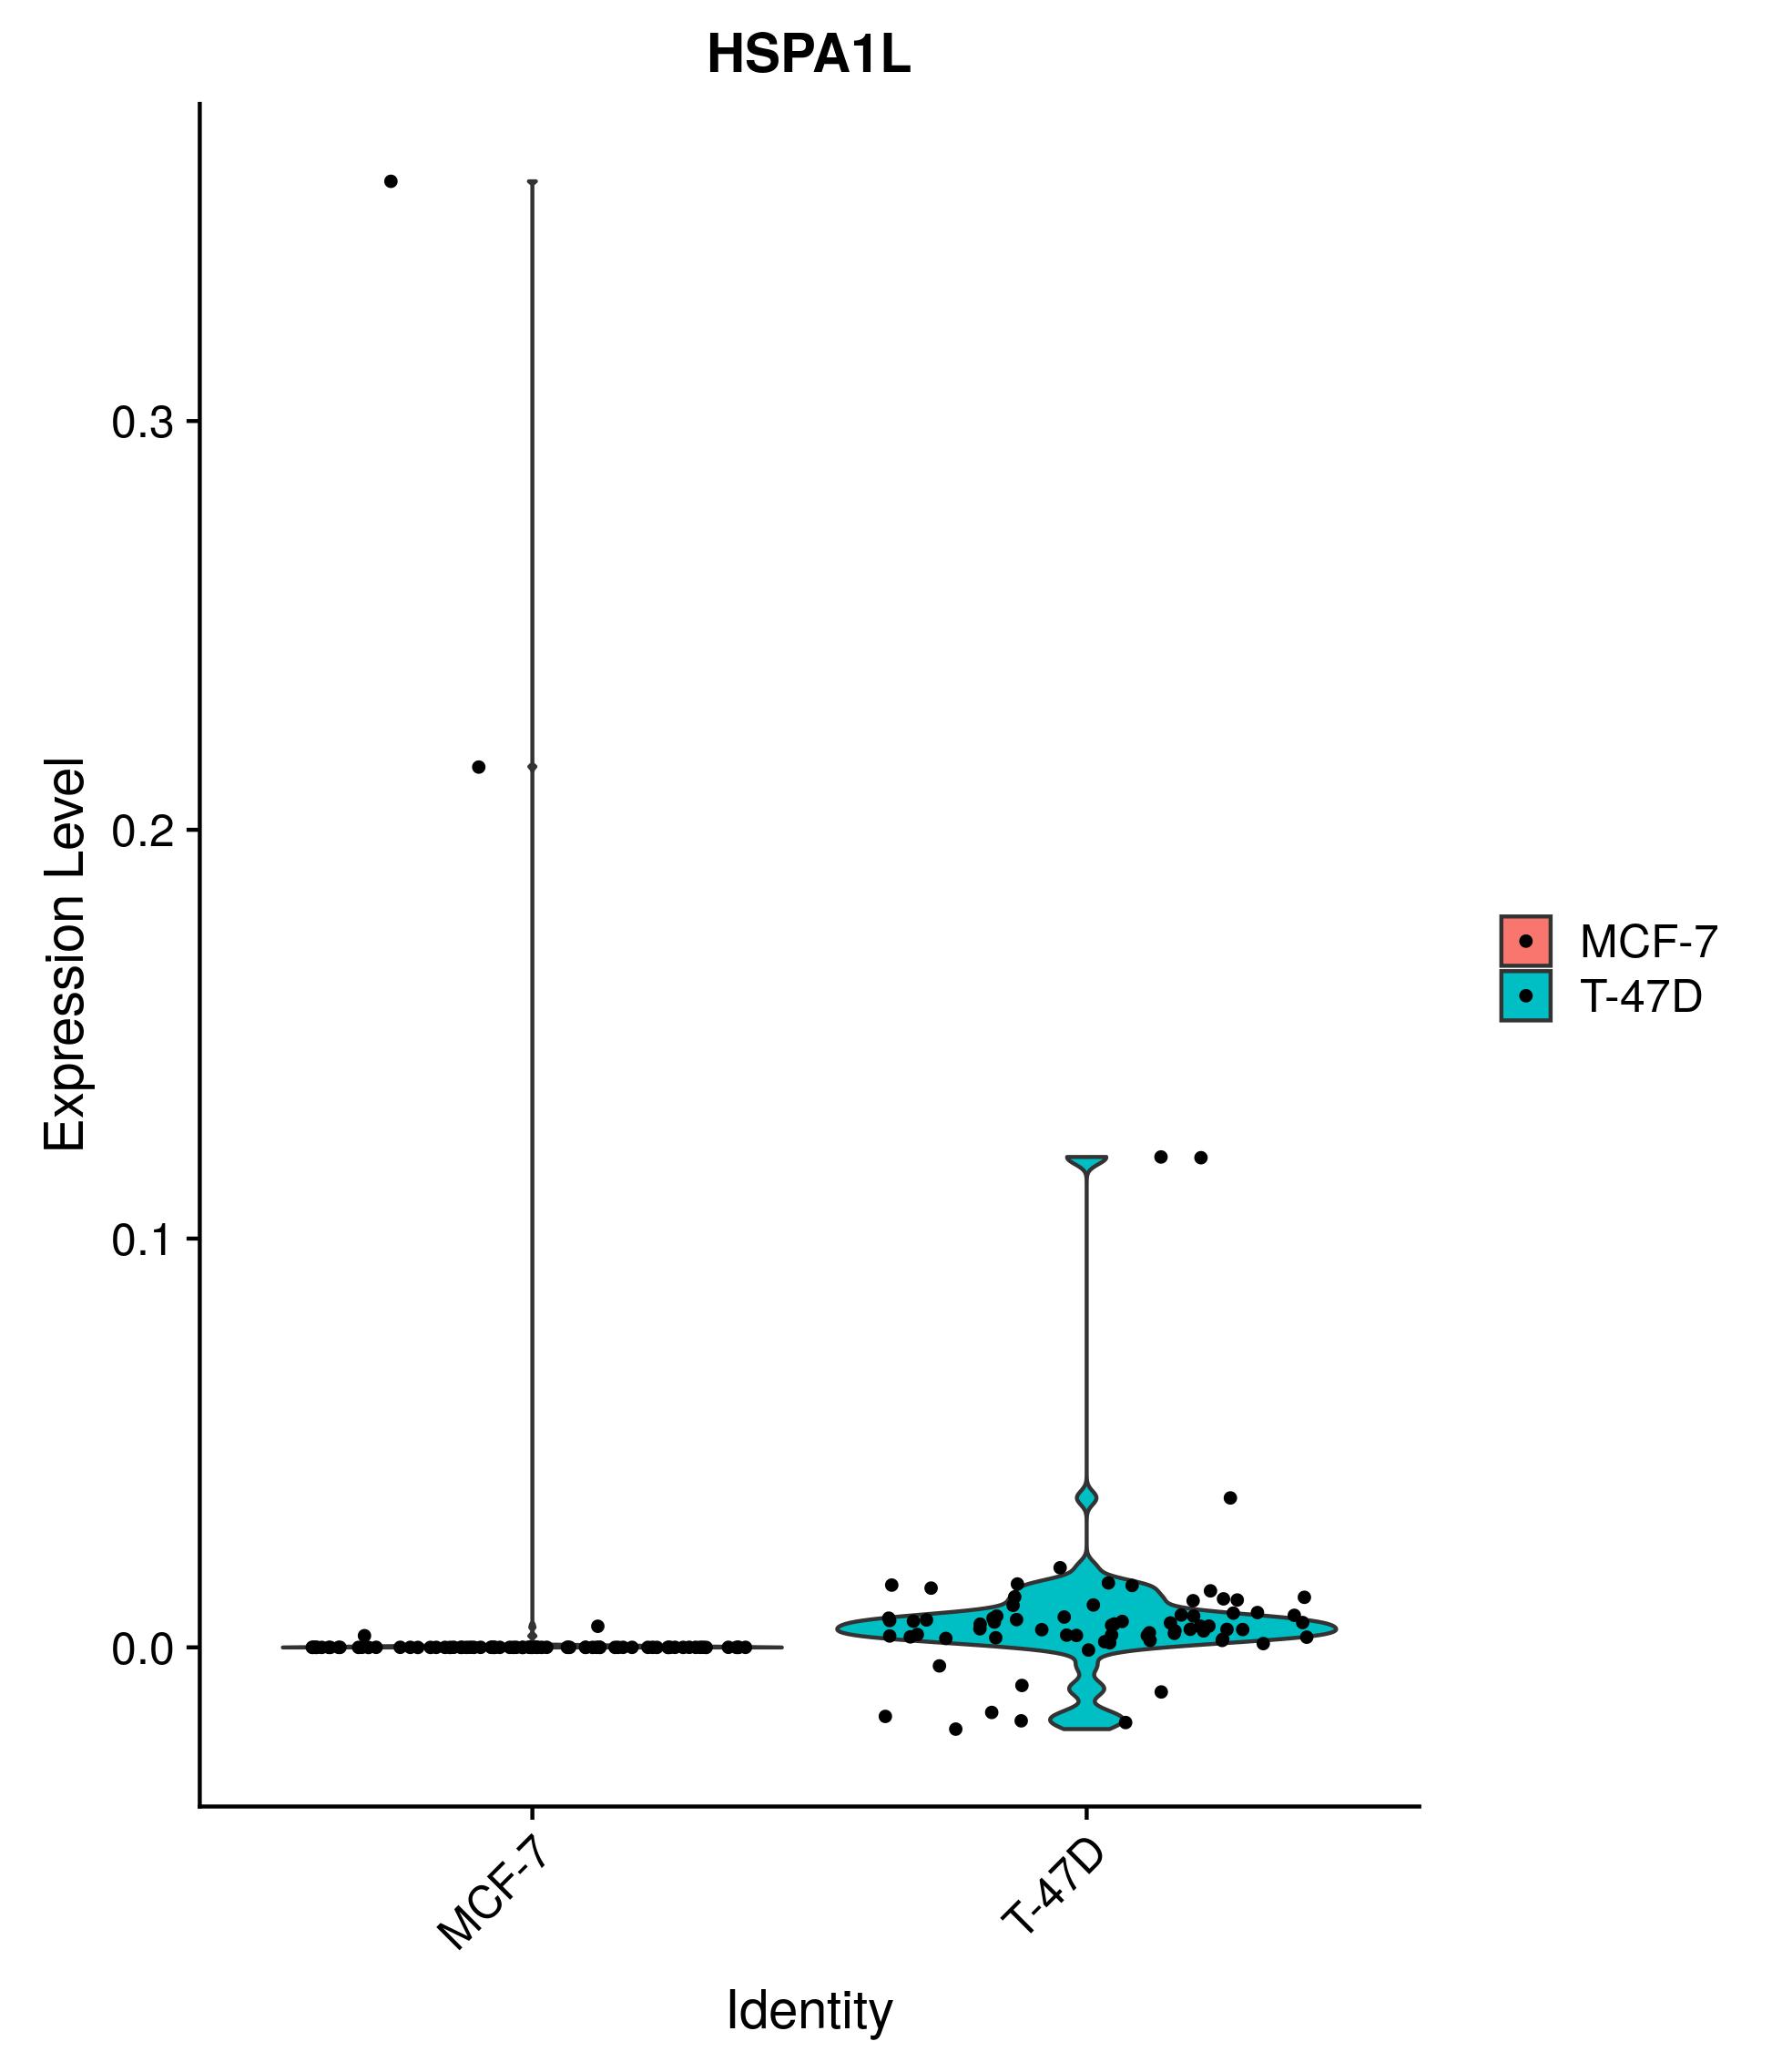 HSPA1L
Expression Level
0.3
0.2
0.1
0.0
MCF-7
T-47D
Identity
MCF-7
T-47D